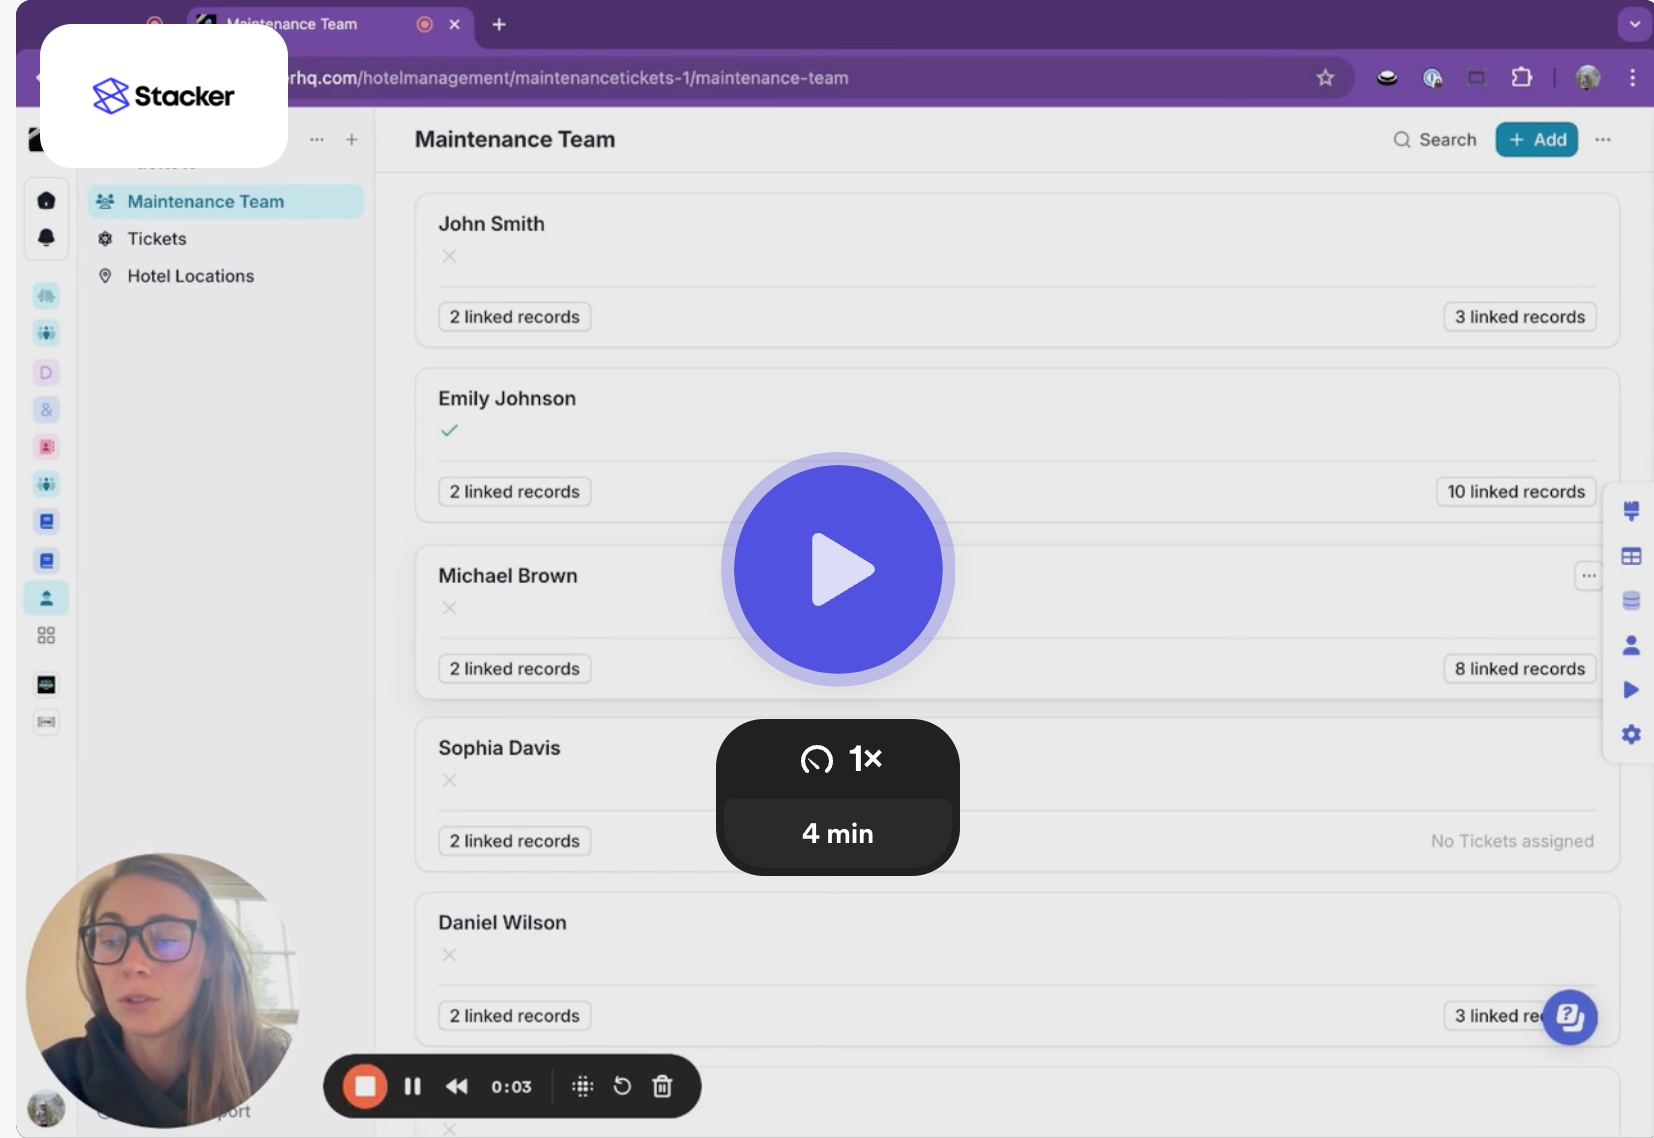 Maintenance Team
Stacker
rhq.com/hotelmanagement/maintenancetickets-1/maintenance-team
Maintenance Team
Search
+ Add
Maintenance Team
Tickets
Hotel Locations
D
&
John Smith
2 linked records
3 linked records
Emily Johnson
2 linked records
10 linked records
Michael Brown
2 linked records
8 linked records
1×
4 min
Sophia Davis
2 linked records
No Tickets assigned
Daniel Wilson
2 linked records
3 linked
0:03